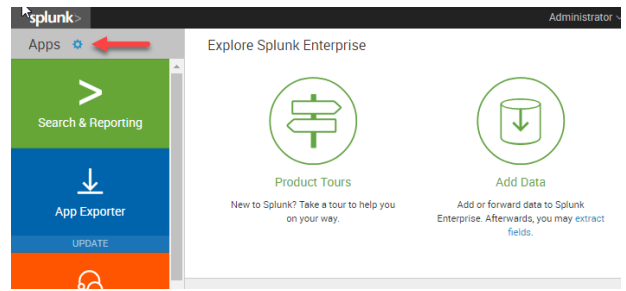 splunk>
Administrator
Apps
Explore Splunk Enterprise
>
Search & Reporting
App Exporter
UPDATE
Product Tours
New to Splunk? Take a tour to help you
on your way.
Add Data
Add or forward data to Splunk
Enterprise. Afterwards, you may extract
fields.